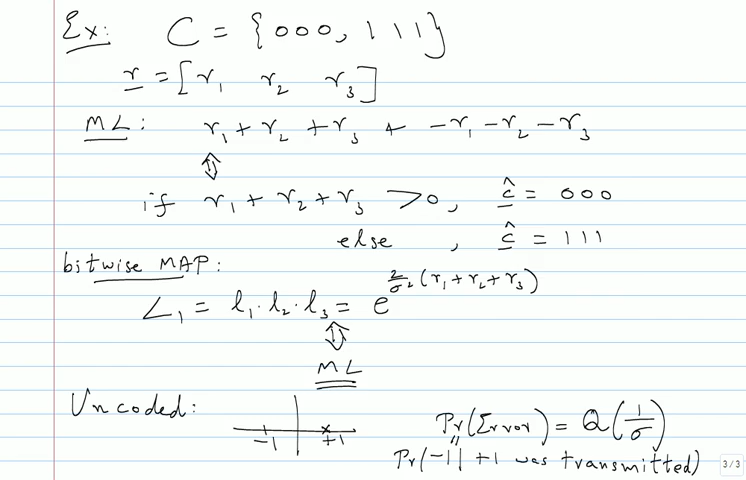 Ex: C = {000, 111}
r = [r₁ r₂ r₃]
ML: r₁ + r₂ + r₃ & -r₁ - r₂ - r₃
⇕
if r₁ + r₂ + r₃ >0, ĉ = 000
else , ĉ = 111
bitwise MAP:
L₁ = l₁·l₂·l₃ = e^{2/σ² (r₁ + r₂ + r₃)}
⇕
ML
Uncoded: -1 +1 Pr(Error) = Q(1/σ)
Pr(-1 | +1 was transmitted)
3/3